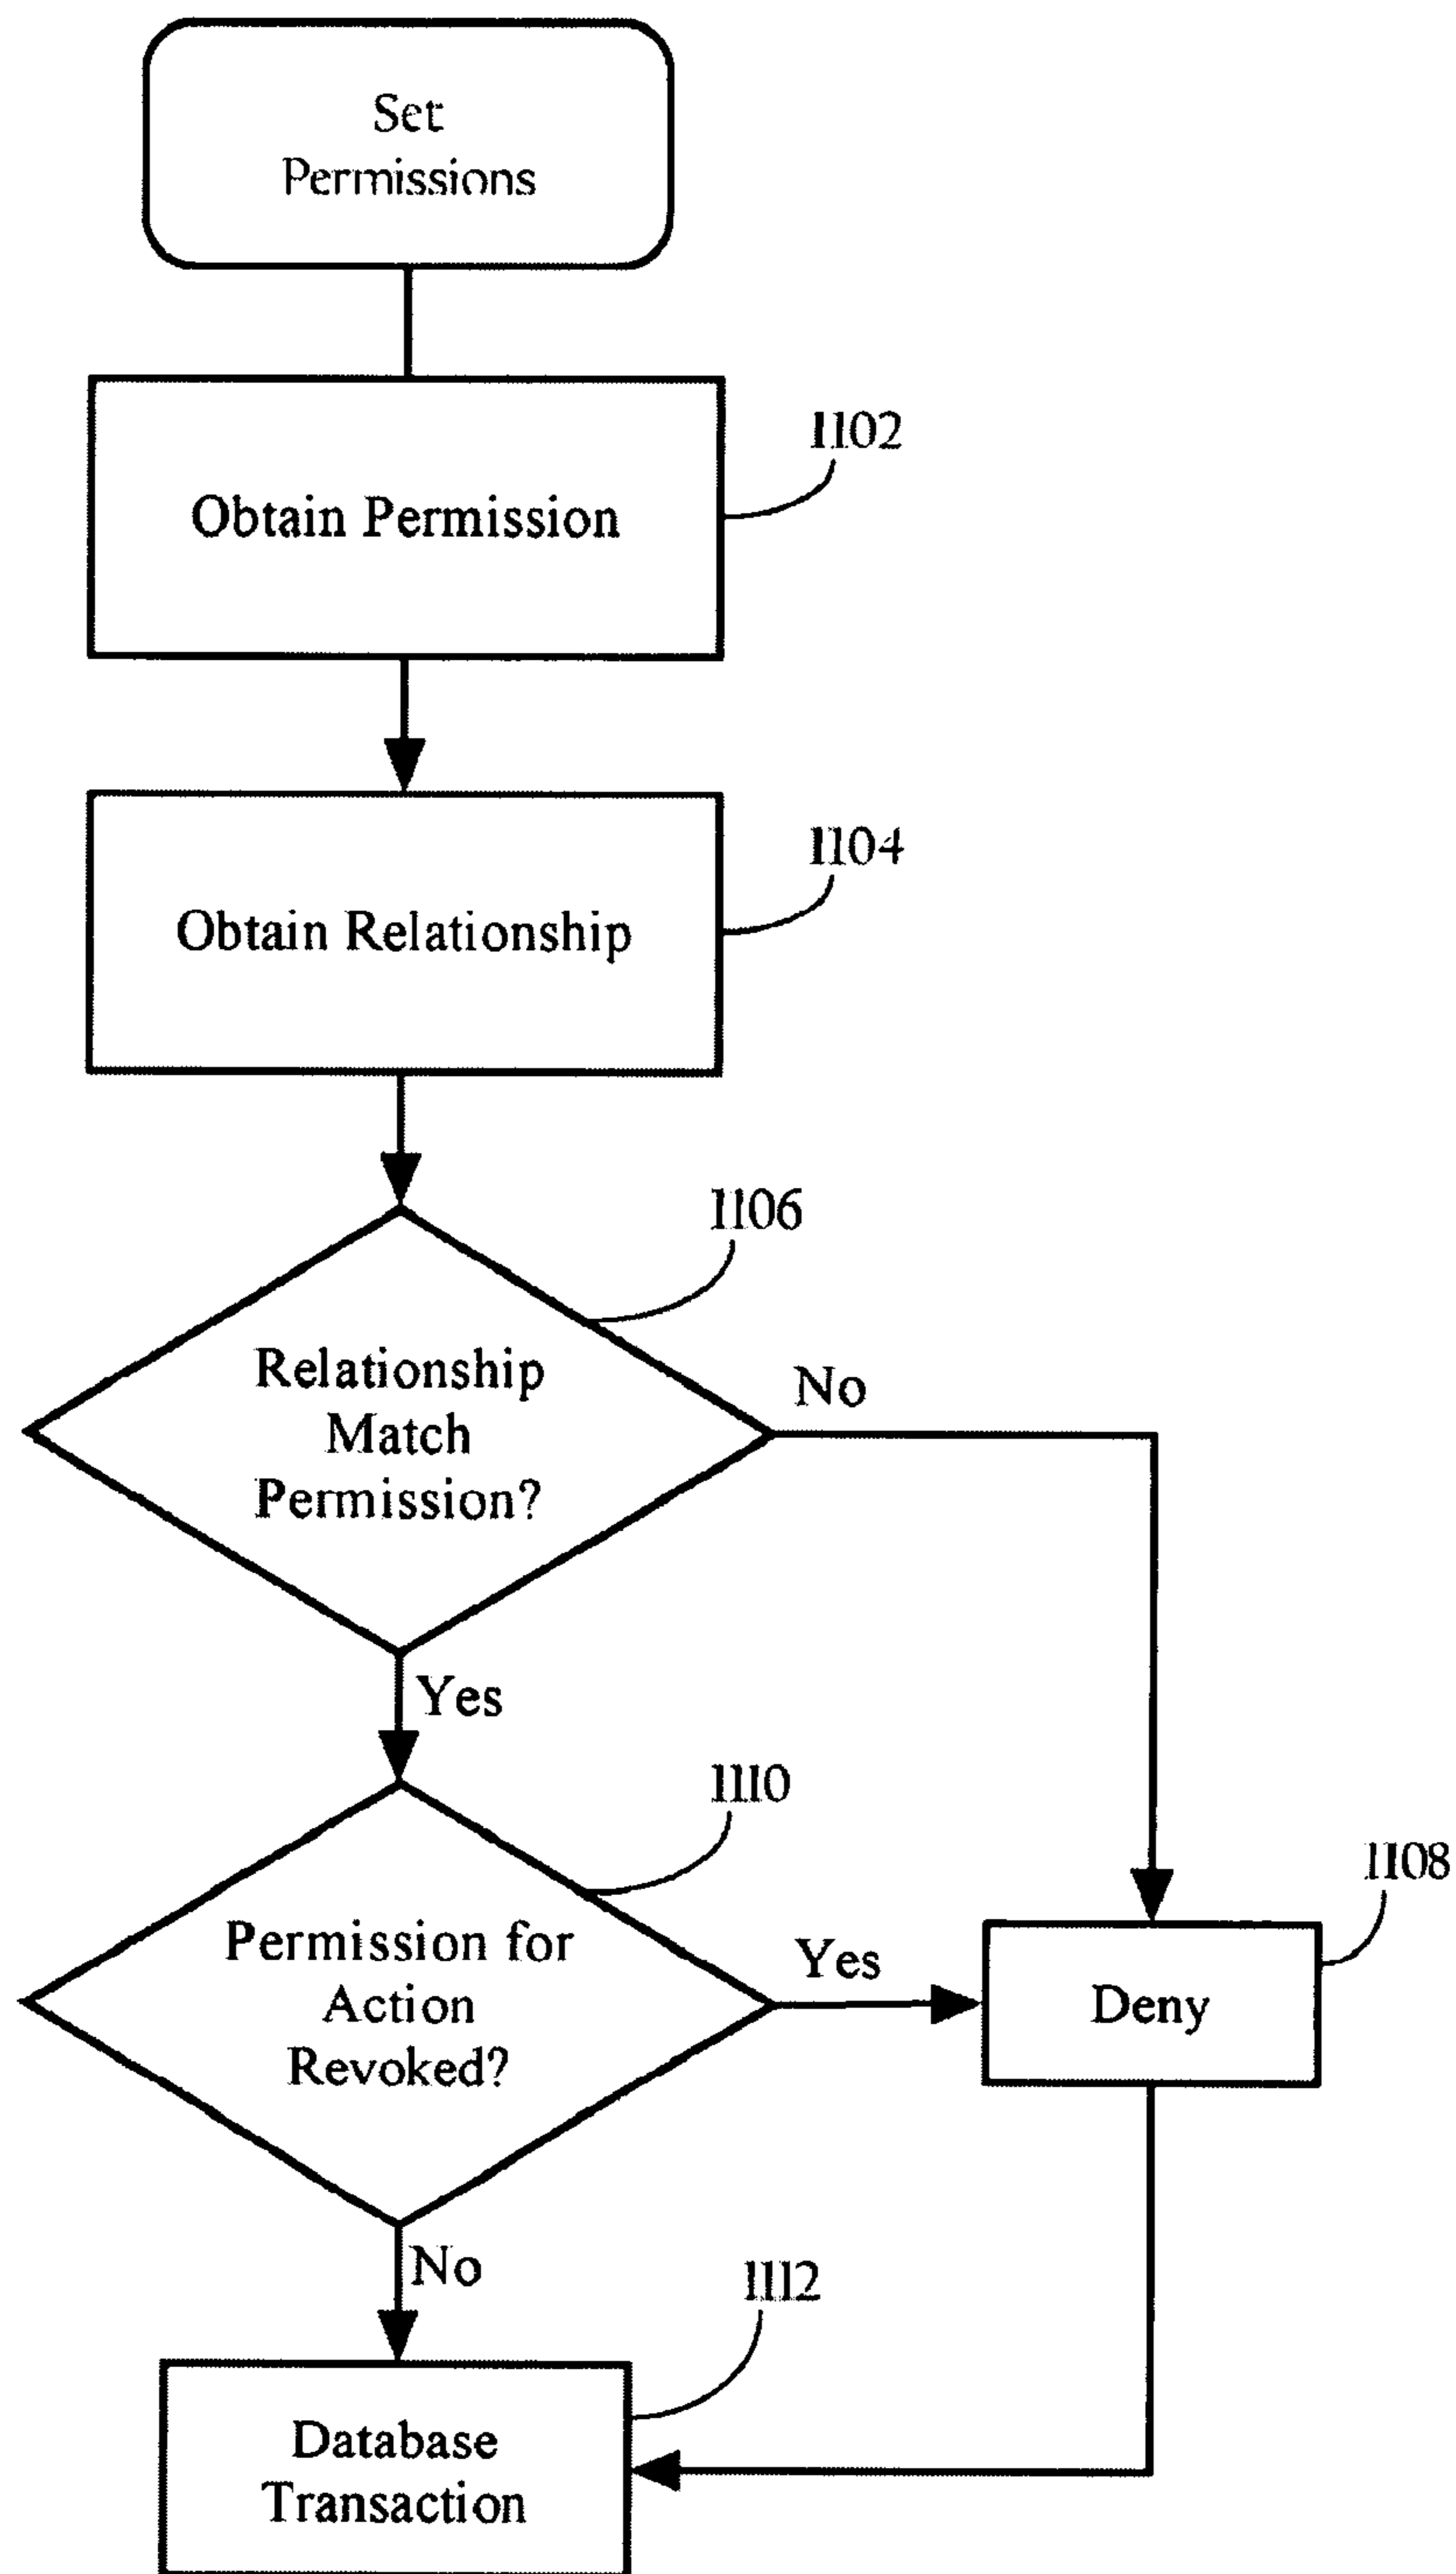 Set
Permissions
1102
Obtain Permission
1104
Obtain Relationship
1106
Relationship
Match
Permission?
No
Yes
1110
Permission for
Action
Revoked?
Yes
1108
Deny
No
1112
Database
Transaction